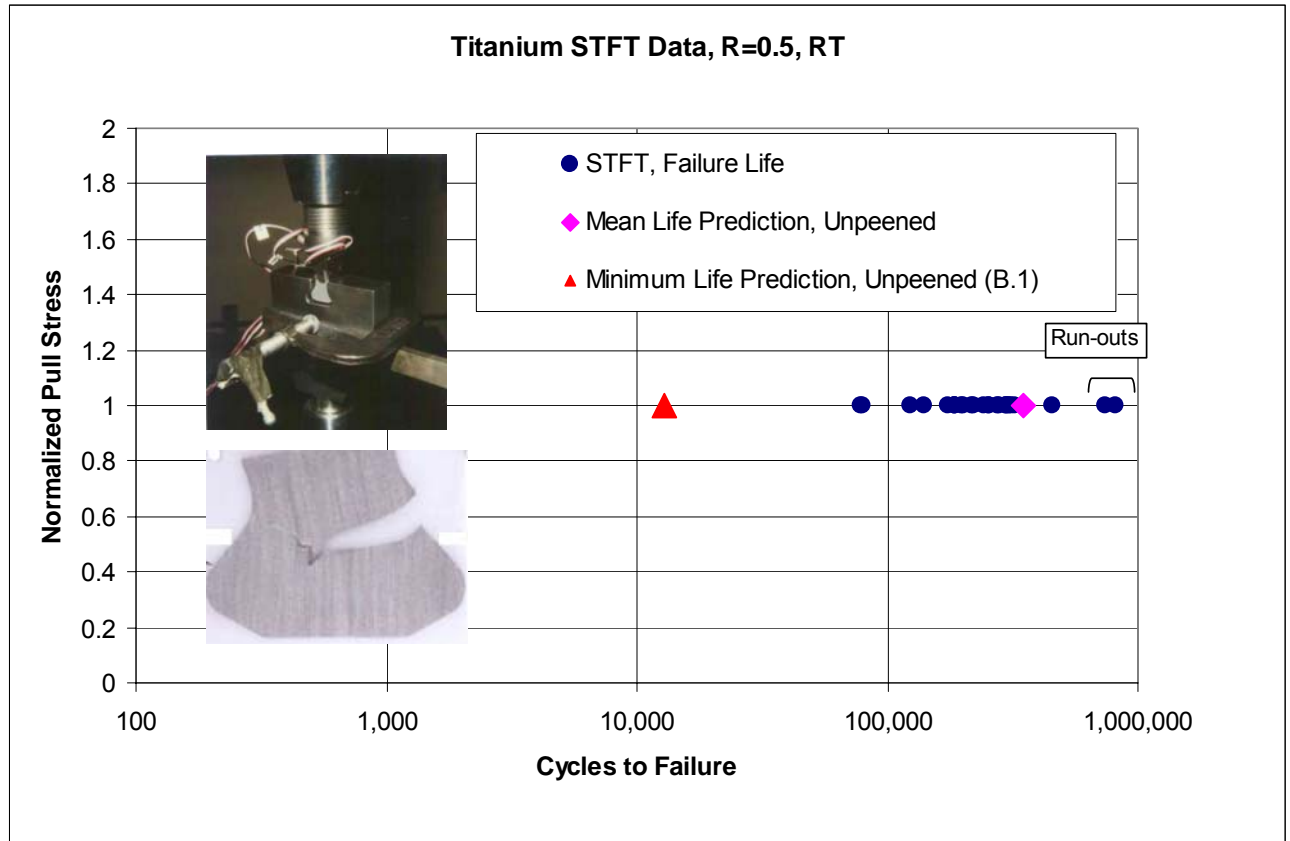 Titanium STFT Data, R=0.5, RT
2
1.8
1.6
1.4
1.2
1
0.8
0.6
0.4
0.2
0
Normalized Pull Stress
STFT, Failure Life
Mean Life Prediction, Unpeened
Minimum Life Prediction, Unpeened (B.1)
Run-outs
100
1,000
10,000
100,000
1,000,000
Cycles to Failure